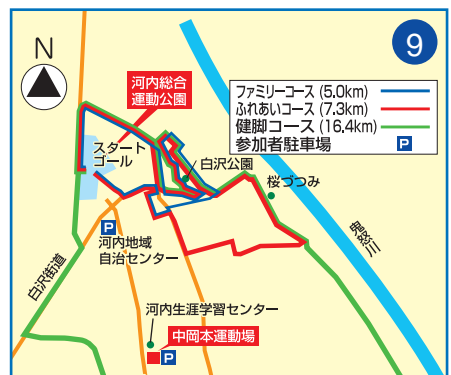 9
N
河内総合
運動公園
ファミリーコース (5.0km)
ふれあいコース (7.3km)
健脚コース (16.4km)
参加者駐車場 P
スタート
ゴール
白沢公園
桜づつみ
鬼怒川
P
河内地域
自治センター
白沢街道
河内生涯学習センター
中岡本運動場
P